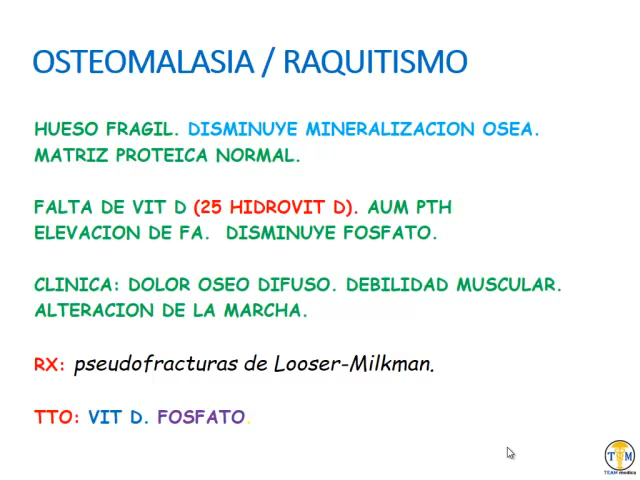 OSTEOMALASIA / RAQUITISMO
HUESO FRAGIL. DISMINUYE MINERALIZACION OSEA.
MATRIZ PROTEICA NORMAL.
FALTA DE VIT D (25 HIDROVIT D). AUM PTH
ELEVACION DE FA. DISMINUYE FOSFATO.
CLINICA: DOLOR OSEO DIFUSO. DEBILIDAD MUSCULAR.
ALTERACION DE LA MARCHA.
RX: pseudofracturas de Looser-Milkman.
TTO: VIT D. FOSFATO.
T M
TEAM medica